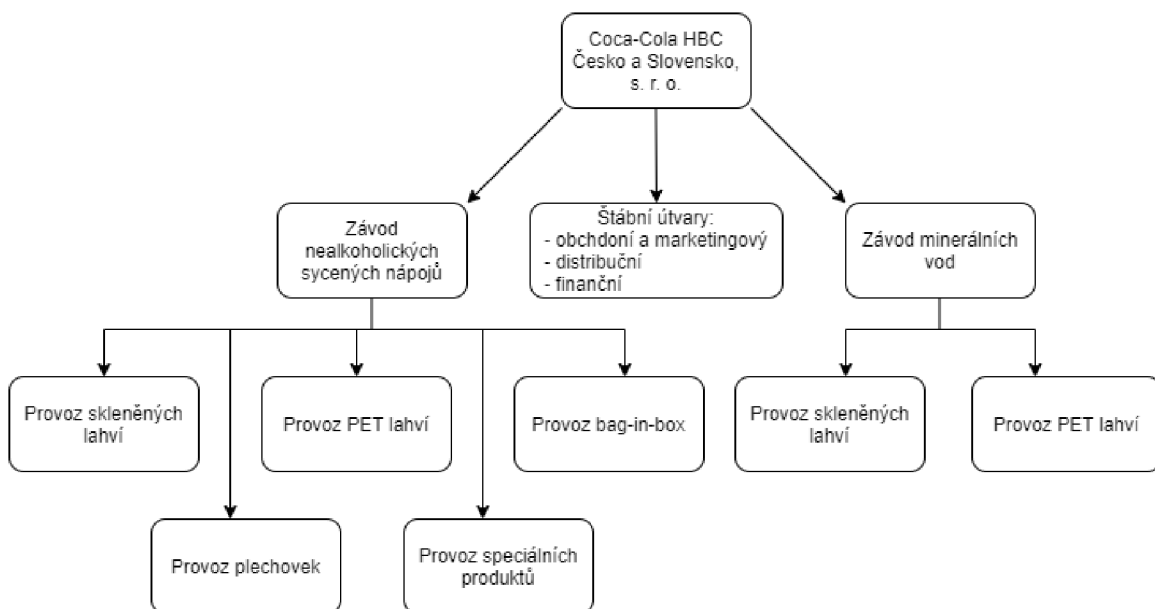 Coca-Cola HBC
Česko a Slovensko,
s. r. o.
Závod
nealkoholických
sycených nápojů
Štábní útvary:
- obchdoní a marketingový
- distribuční
- finanční
Závod minerálních
vod
Provoz skleněných
lahví
Provoz PET lahví
Provoz bag-in-box
Provoz skleněných
lahví
Provoz PET lahví
Provoz plechovek
Provoz speciálních
produktů